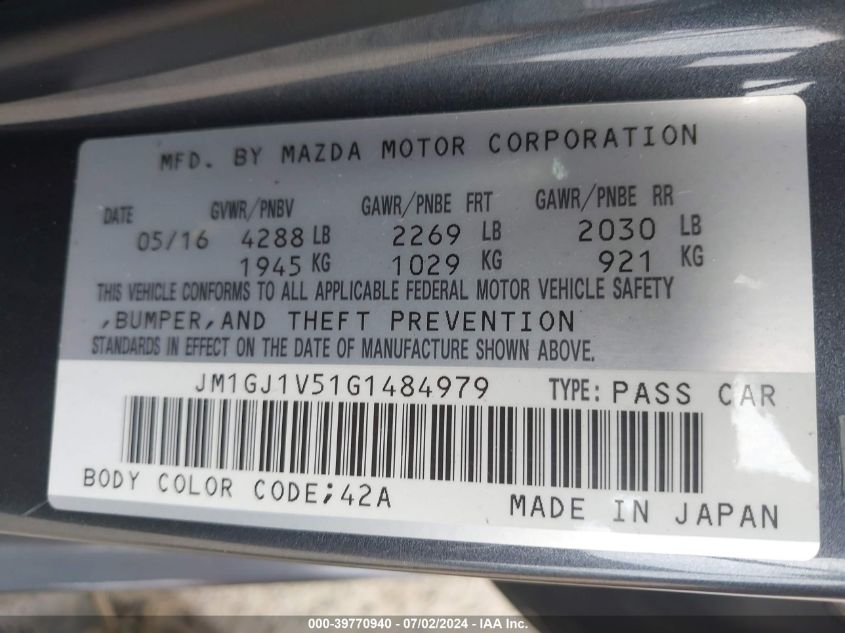 MFD. BY MAZDA MOTOR CORPORATION
DATE GVWR/PNBV GAWR/PNBE FRT GAWR/PNBE RR
05/16 4288 LB 2269 LB 2030 LB
1945 KG 1029 KG 921 KG
THIS VEHICLE CONFORMS TO ALL APPLICABLE FEDERAL MOTOR VEHICLE SAFETY
,BUMPER,AND THEFT PREVENTION
STANDARDS IN EFFECT ON THE DATE OF MANUFACTURE SHOWN ABOVE.
JM1GJ1V51G1484979 TYPE: PASS CAR
BODY COLOR CODE;42A MADE IN JAPAN
000-39770940 - 07/02/2024 - IAA Inc.